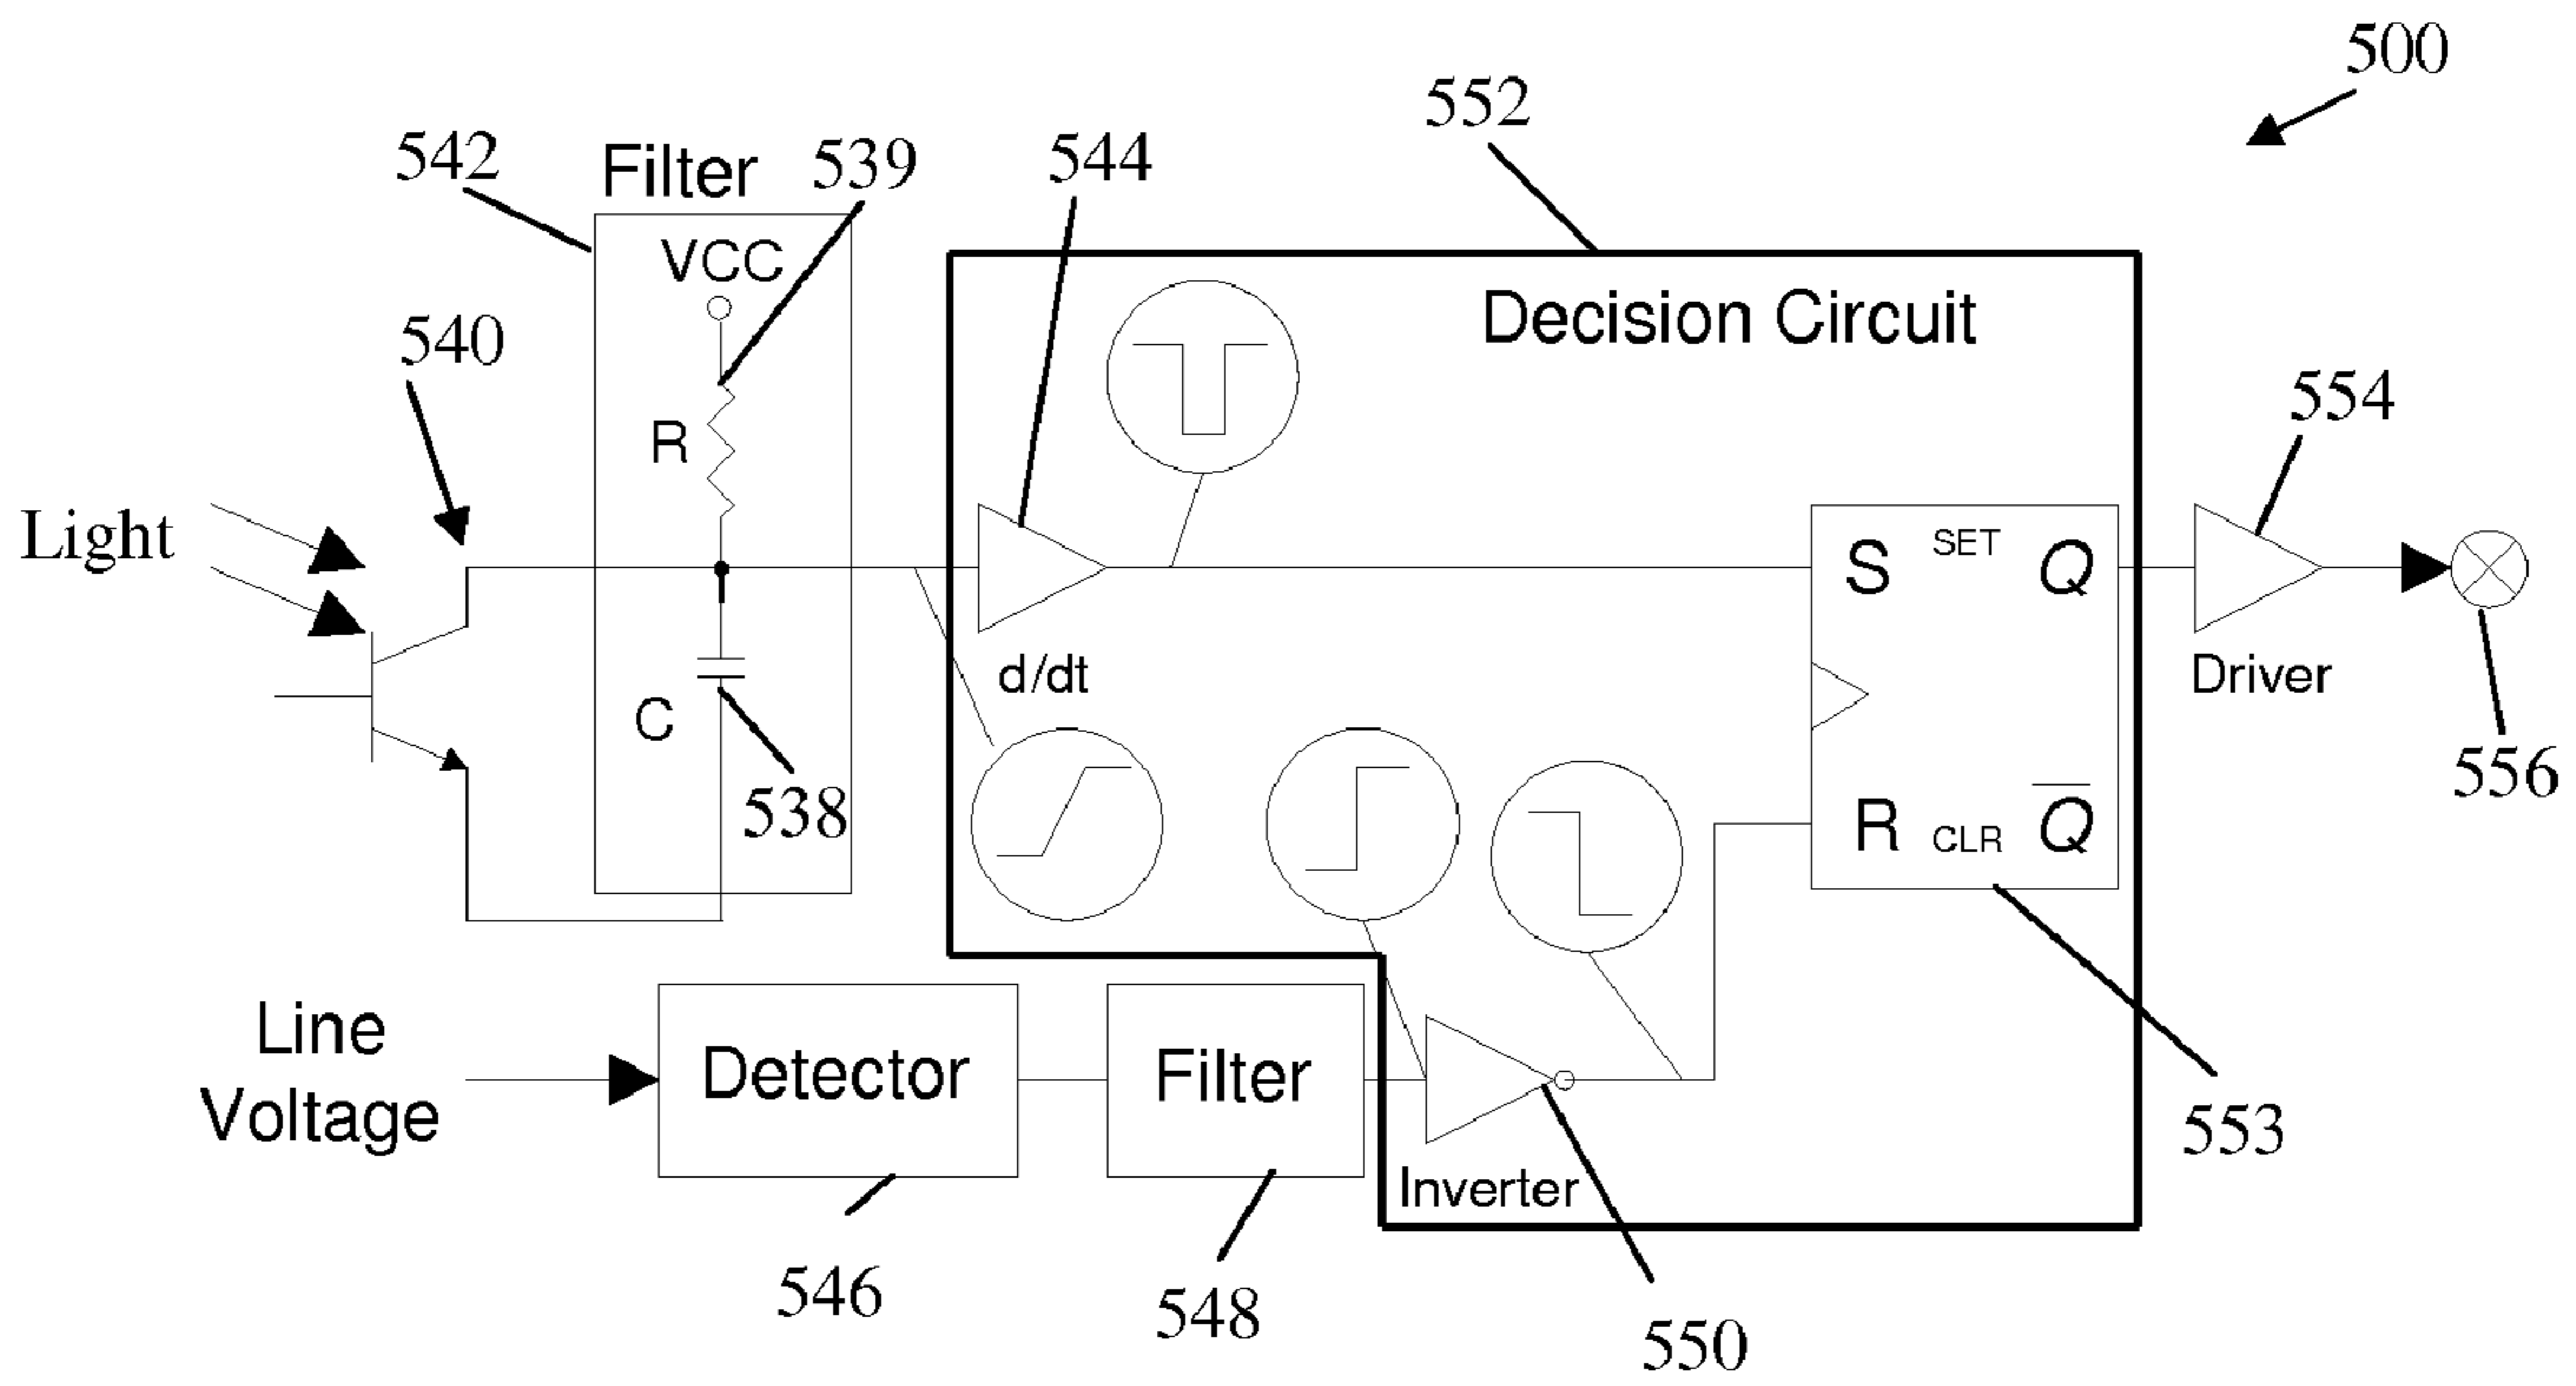 500
552
542
Filter
539
544
VCC
Decision Circuit
540
554
R
Light
S
SET
Q
d/dt
Driver
C
538
556
R
CLR
Q
Line
Voltage
Detector
Filter
553
Inverter
546
548
550